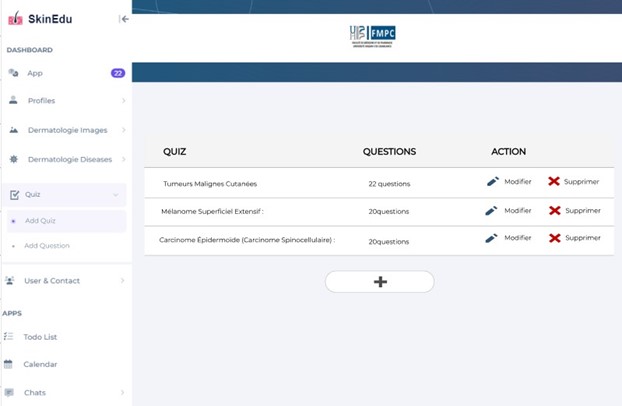 SkinEdu
FMPC
DASHBOARD
App 22
Profiles
Dermatologie Images
Dermatologie Diseases
Quiz
Add Quiz
Add Question
User & Contact
APPS
Todo List
Calendar
Chats
QUIZ QUESTIONS ACTION
Tumeurs Malignes Cutanées 22 questions Modifier Supprimer
Mélanome Superficiel Extensif : 20questions Modifier Supprimer
Carcinome Épidermoïde (Carcinome Spinocellulaire) : 20questions Modifier Supprimer